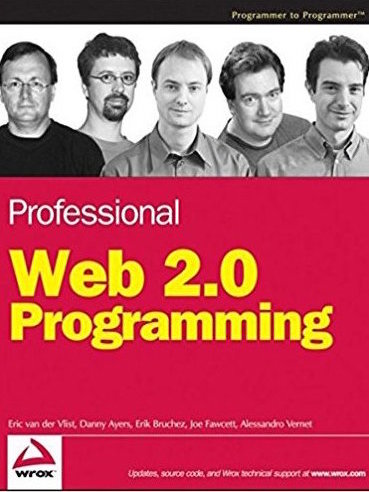 Programmer to Programmer™
Professional
Web 2.0
Programming
Eric van der Vlist, Danny Ayers, Erik Bruchez, Joe Fawcett, Alessandro Vernet
wrox™
Updates, source code, and Wrox technical support at www.wrox.com